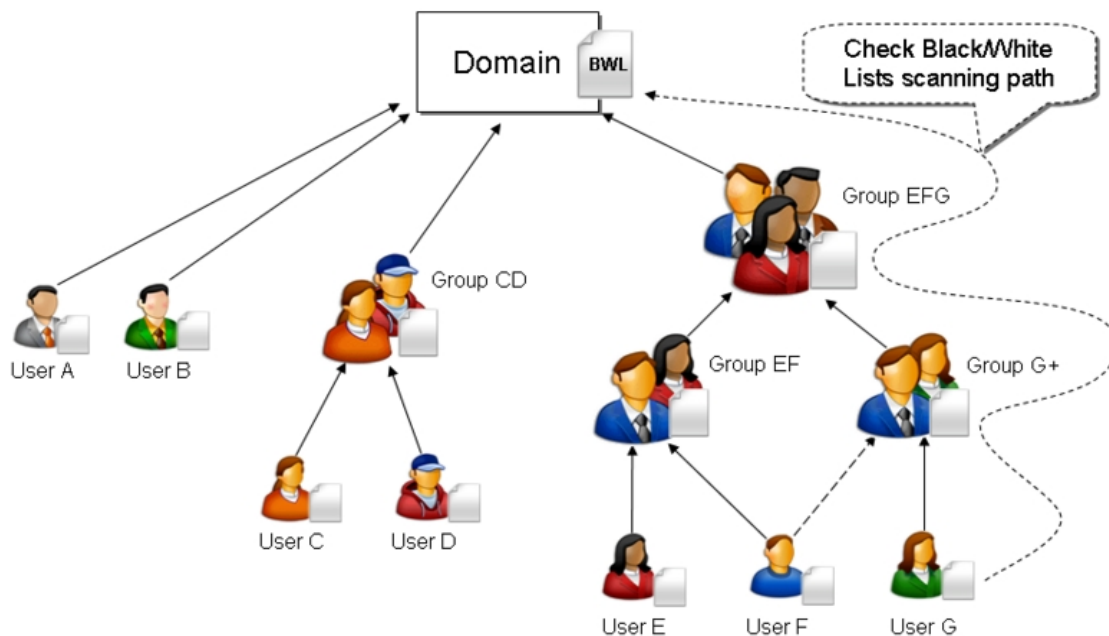 Domain
BWL
Check Black/White
Lists scanning path
Group EFG
Group CD
User A
User B
Group EF
Group G+
User C
User D
User E
User F
User G